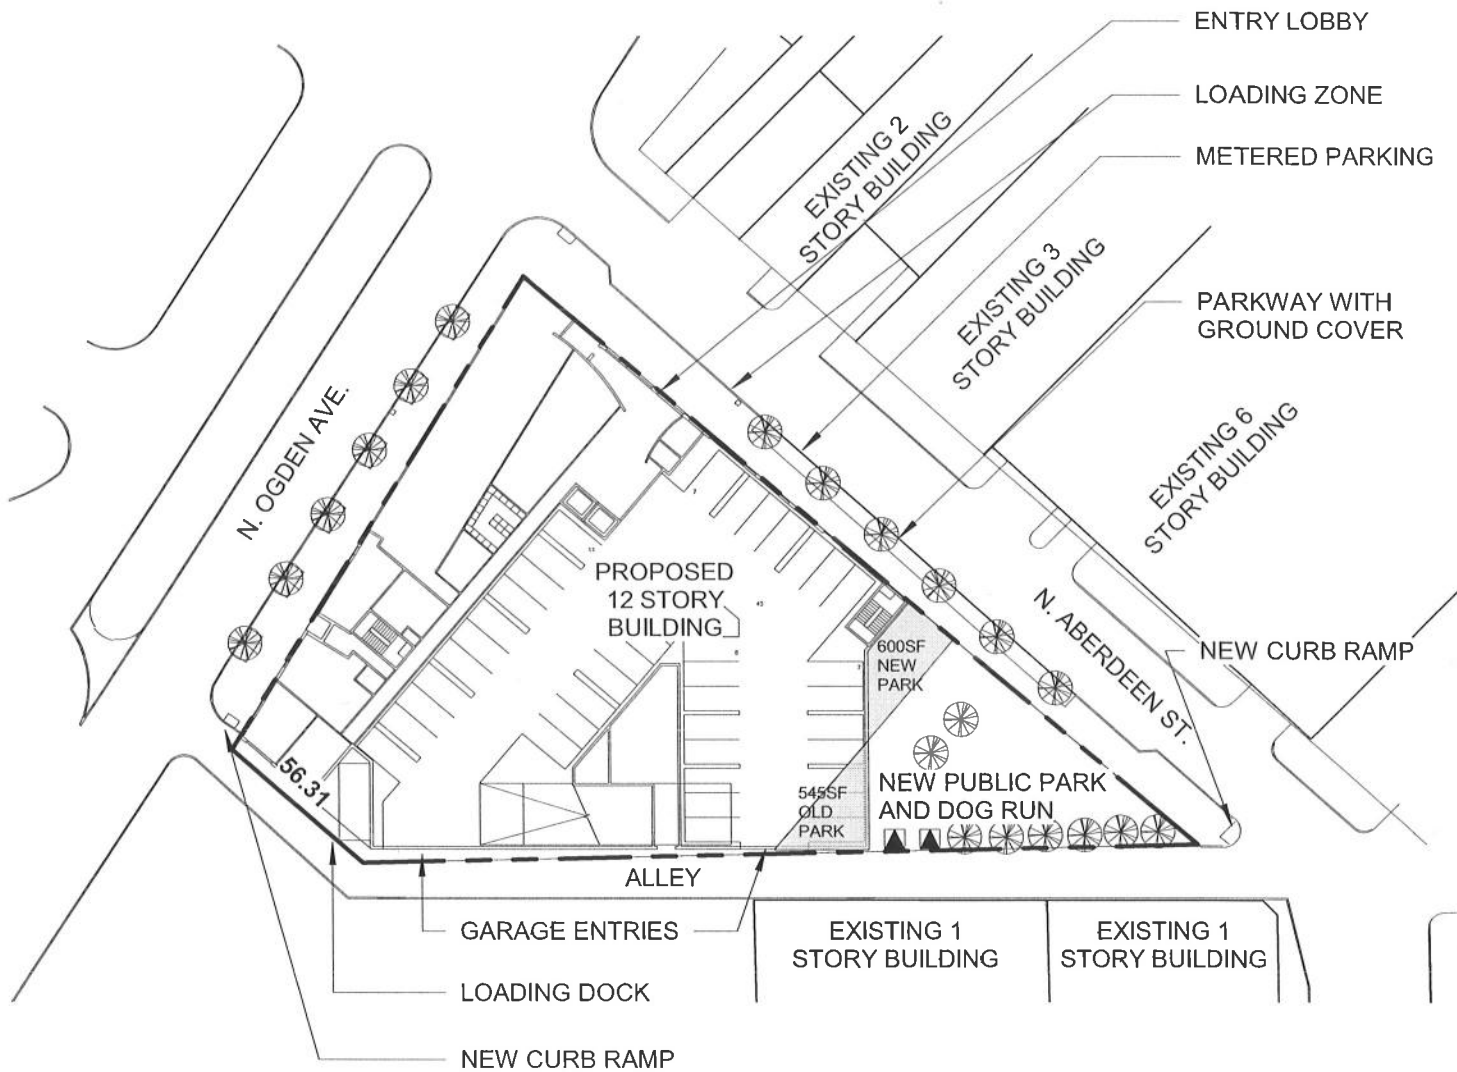 ENTRY LOBBY
LOADING ZONE
METERED PARKING
EXISTING 2
STORY BUILDING
EXISTING 3
STORY BUILDING
PARKWAY WITH
GROUND COVER
EXISTING 6
STORY BUILDING
N. OGDEN AVE.
PROPOSED
12 STORY
BUILDING
600SF
NEW
PARK
N. ABERDEEN ST.
NEW CURB RAMP
56.31
545SF
OLD
PARK
NEW PUBLIC PARK
AND DOG RUN
ALLEY
GARAGE ENTRIES
EXISTING 1
STORY BUILDING
EXISTING 1
STORY BUILDING
LOADING DOCK
NEW CURB RAMP